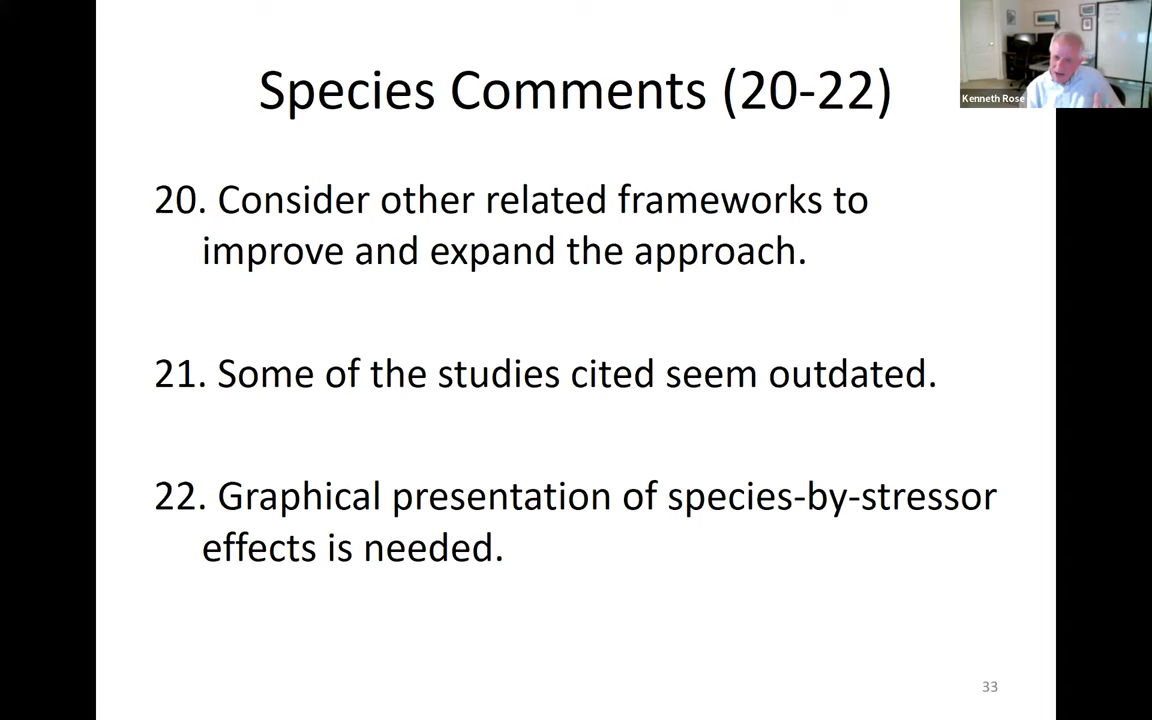 Species Comments (20-22)
Kenneth Rose
20. Consider other related frameworks to
improve and expand the approach.
21. Some of the studies cited seem outdated.
22. Graphical presentation of species-by-stressor
effects is needed.
33